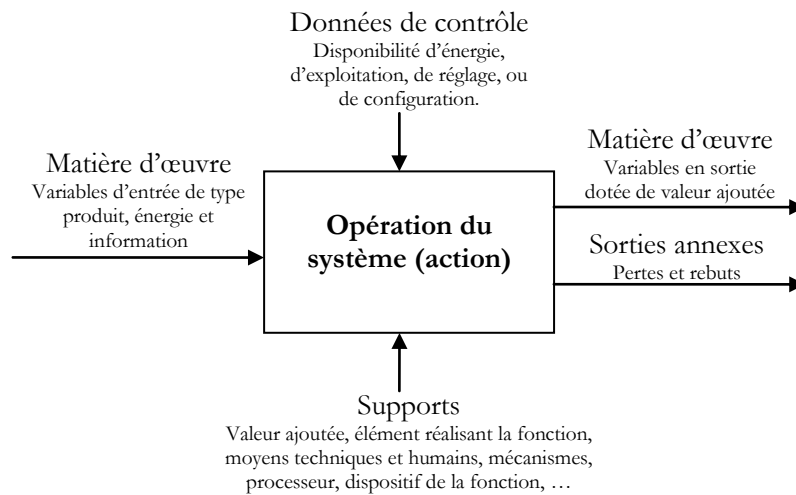 Données de contrôle
Disponibilité d’énergie,
d’exploitation, de réglage, ou
de configuration.
Matière d’œuvre
Variables d’entrée de type
produit, énergie et
information
Opération du
système (action)
Matière d’œuvre
Variables en sortie
dotée de valeur ajoutée
Sorties annexes
Pertes et rebuts
Supports
Valeur ajoutée, élément réalisant la fonction,
moyens techniques et humains, mécanismes,
processeur, dispositif de la fonction, …